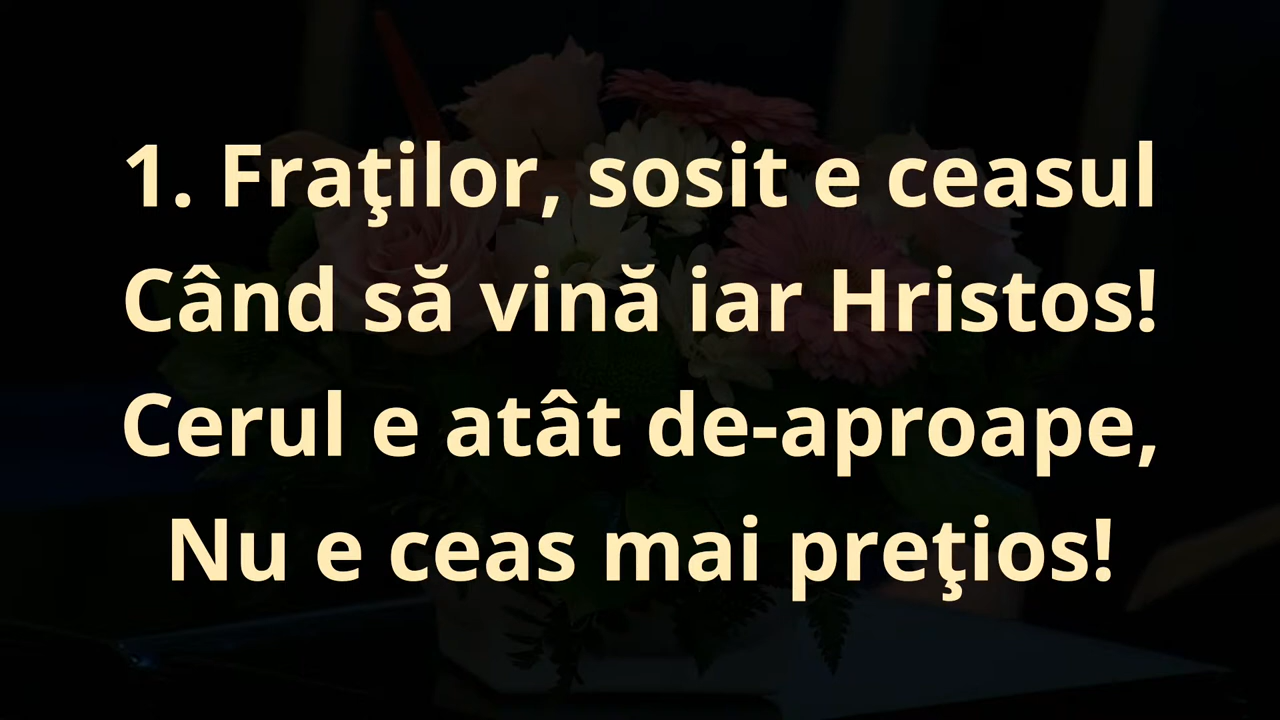 1. Fraţilor, sosit e ceasul
Când să vină iar Hristos!
Cerul e atât de-aproape,
Nu e ceas mai preţios!